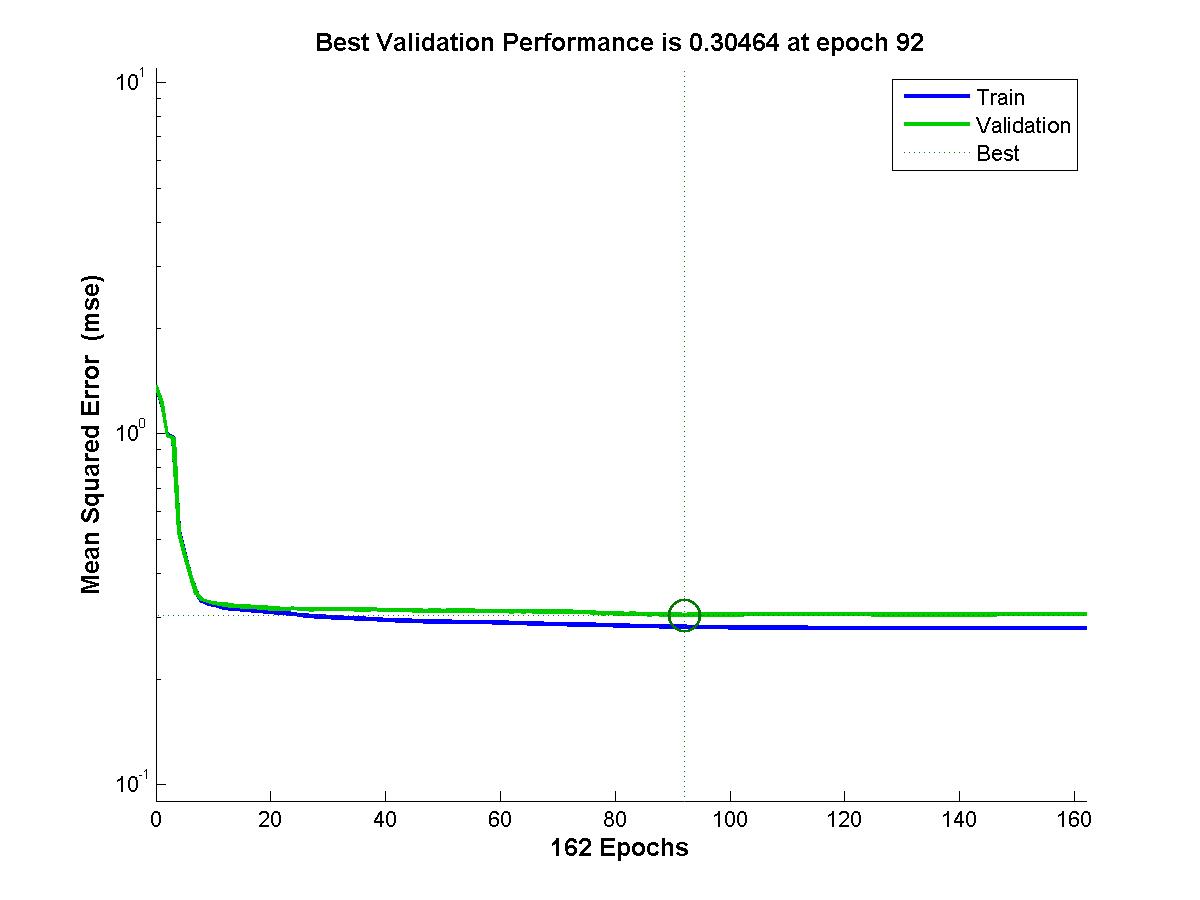 Best Validation Performance is 0.30464 at epoch 92
10^1
Train
Validation
Best
Mean Squared Error (mse)
10^0
10^-1
0 20 40 60 80 100 120 140 160
162 Epochs